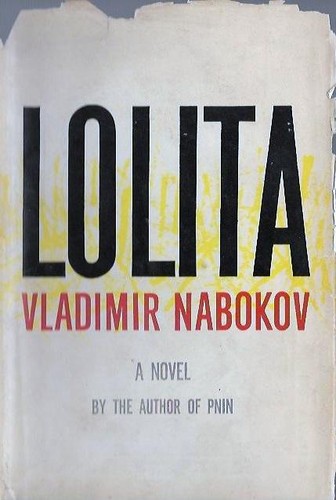 LOLITA
VLADIMIR NABOKOV
A NOVEL
BY THE AUTHOR OF PNIN